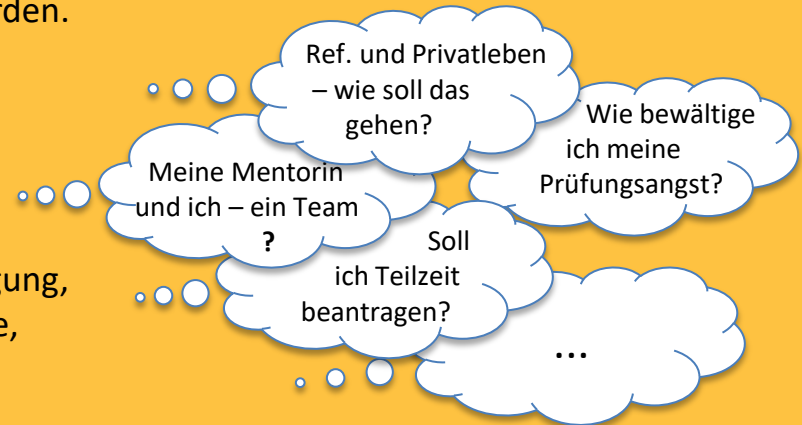 rden.
Ref. und Privatleben
– wie soll das
gehen?
Wie bewältige
ich meine
Prüfungsangst?
Meine Mentorin
und ich – ein Team
?
Soll
ich Teilzeit
beantragen?
gung,
e,
...